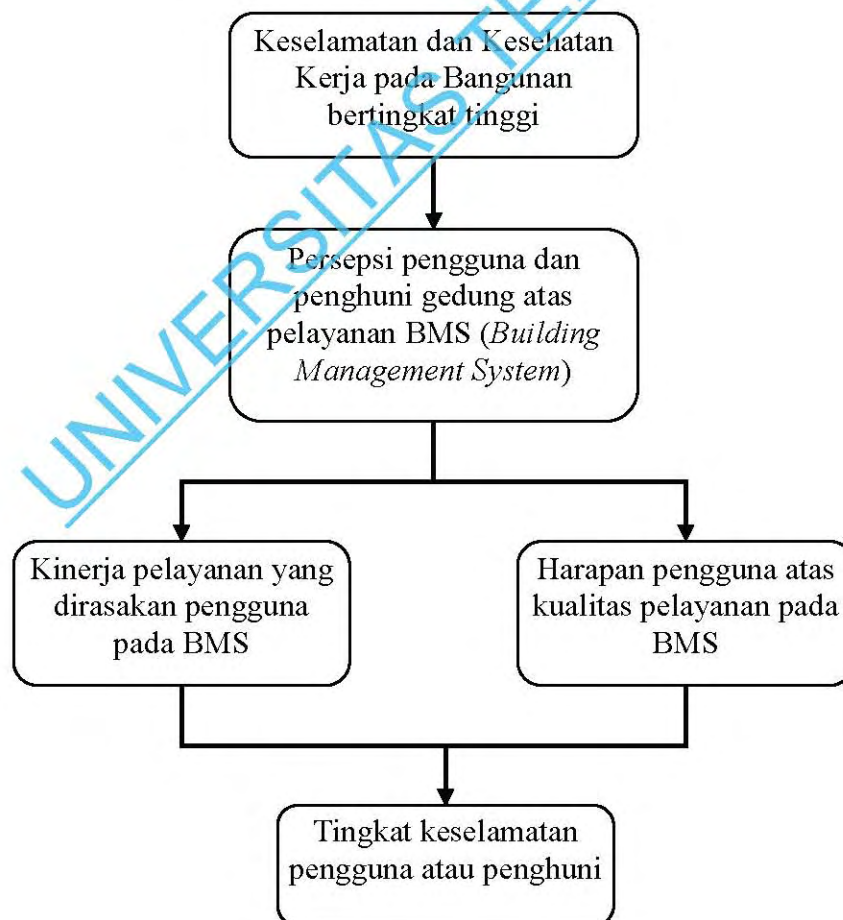 Keselamatan dan Kesehatan
Kerja pada Bangunan
bertingkat tinggi
Persepsi pengguna dan
penghuni gedung atas
pelayanan BMS (Building
Management System)
Kinerja pelayanan yang
dirasakan pengguna
pada BMS
Harapan pengguna atas
kualitas pelayanan pada
BMS
Tingkat keselamatan
pengguna atau penghuni
UNIVERSITAS